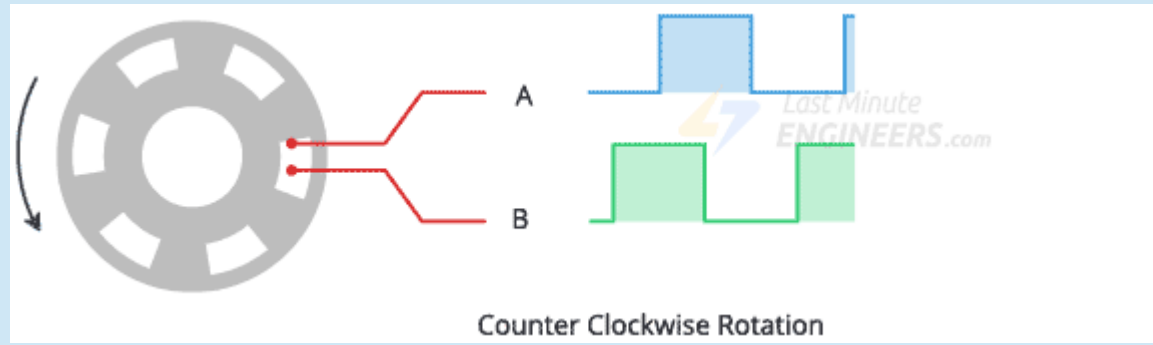 A
Last Minute
ENGINEERS.com
B
Counter Clockwise Rotation